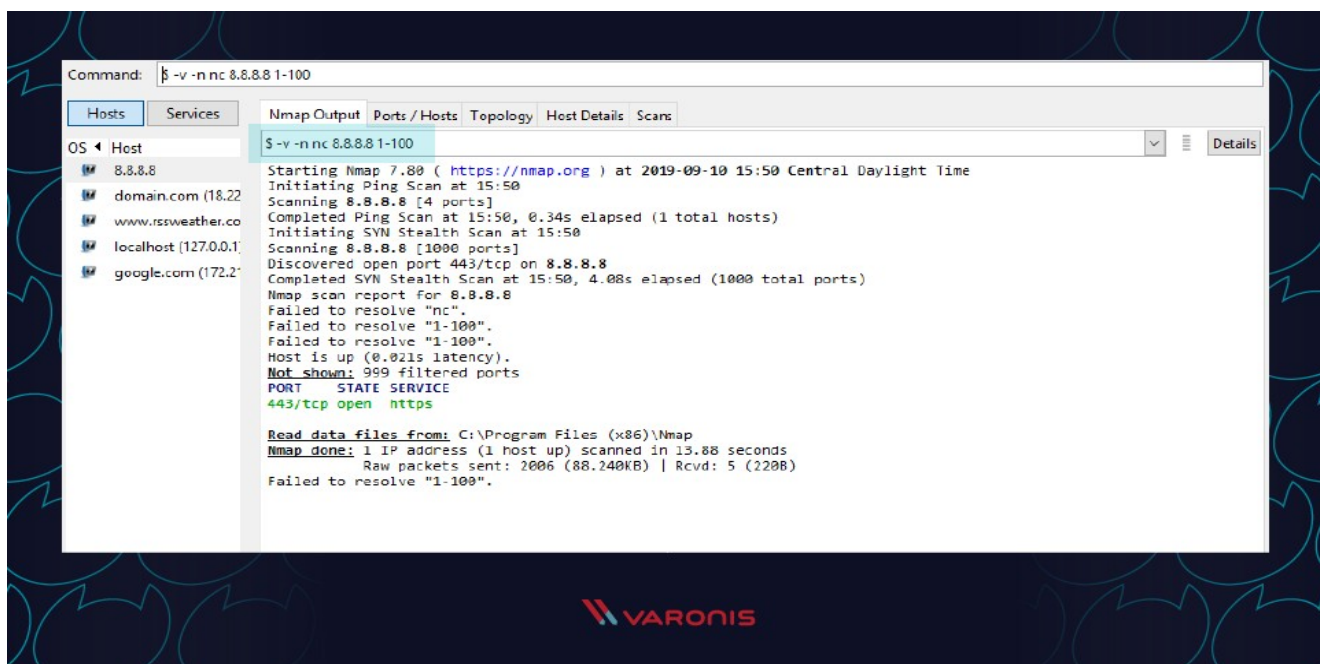 Command: $ -v -n nc 8.8.8.8 1-100
Hosts Services Nmap Output Ports / Hosts Topology Host Details Scans
OS Host $ -v -n nc 8.8.8.8 1-100 Details
8.8.8.8
domain.com (18.22
www.rssweather.co
localhost (127.0.0.1)
google.com (172.21
Starting Nmap 7.80 ( https://nmap.org ) at 2019-09-10 15:50 Central Daylight Time
Initiating Ping Scan at 15:50
Scanning 8.8.8.8 [4 ports]
Completed Ping Scan at 15:50, 0.34s elapsed (1 total hosts)
Initiating SYN Stealth Scan at 15:50
Scanning 8.8.8.8 [1000 ports]
Discovered open port 443/tcp on 8.8.8.8
Completed SYN Stealth Scan at 15:50, 4.08s elapsed (1000 total ports)
Nmap scan report for 8.8.8.8
Failed to resolve "nc".
Failed to resolve "1-100".
Failed to resolve "1-100".
Host is up (0.021s latency).
Not shown: 999 filtered ports
PORT STATE SERVICE
443/tcp open https
Read data files from: C:\Program Files (x86)\Nmap
Nmap done: 1 IP address (1 host up) scanned in 13.88 seconds
Raw packets sent: 2006 (88.240KB) | Rcvd: 5 (220B)
Failed to resolve "1-100".
VARONIS